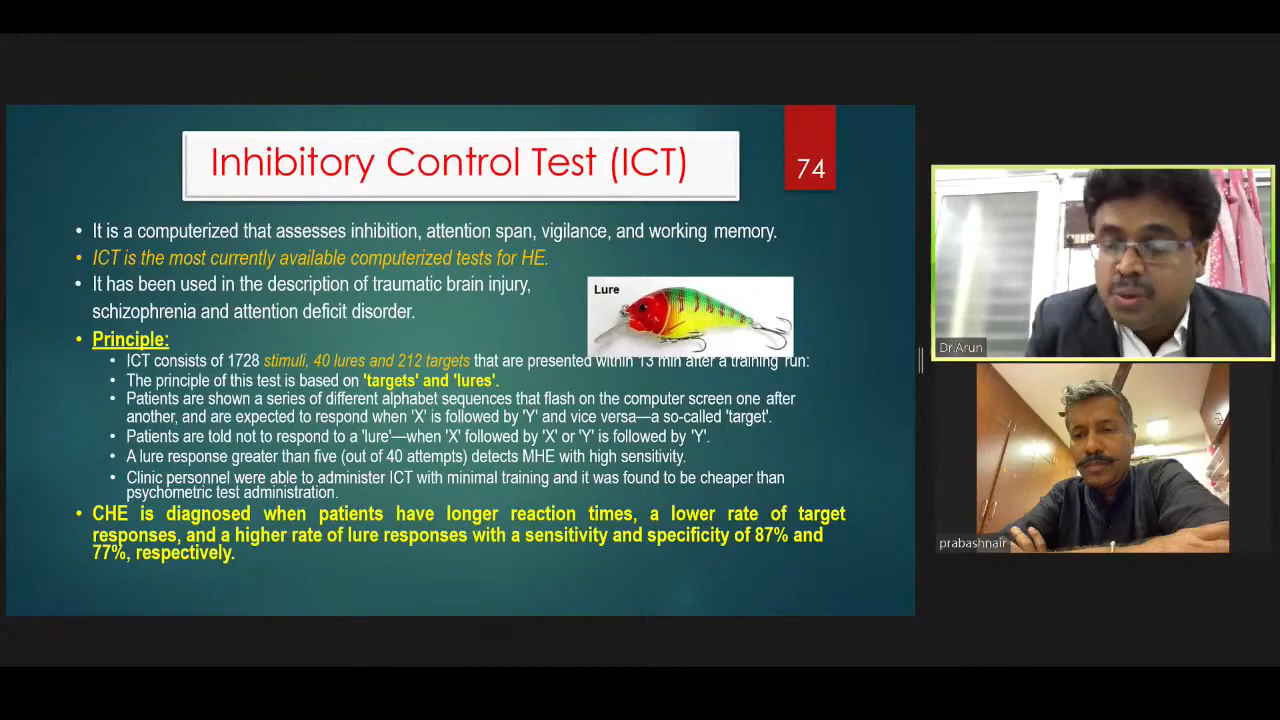 Inhibitory Control Test (ICT)
74
• It is a computerized that assesses inhibition, attention span, vigilance, and working memory.
• ICT is the most currently available computerized tests for HE.
• It has been used in the description of traumatic brain injury,
schizophrenia and attention deficit disorder.
Lure
• Principle:
• ICT consists of 1728 stimuli, 40 lures and 212 targets that are presented within 13 min after a training run:
• The principle of this test is based on 'targets' and 'lures'.
• Patients are shown a series of different alphabet sequences that flash on the computer screen one after
another, and are expected to respond when 'X' is followed by 'Y' and vice versa—a so-called 'target'.
• Patients are told not to respond to a 'lure'—when 'X' followed by 'X' or 'Y' is followed by 'Y'.
• A lure response greater than five (out of 40 attempts) detects MHE with high sensitivity.
• Clinic personnel were able to administer ICT with minimal training and it was found to be cheaper than
psychometric test administration.
• CHE is diagnosed when patients have longer reaction times, a lower rate of target
responses, and a higher rate of lure responses with a sensitivity and specificity of 87% and
77%, respectively.
Dr.Arun
prabashnair